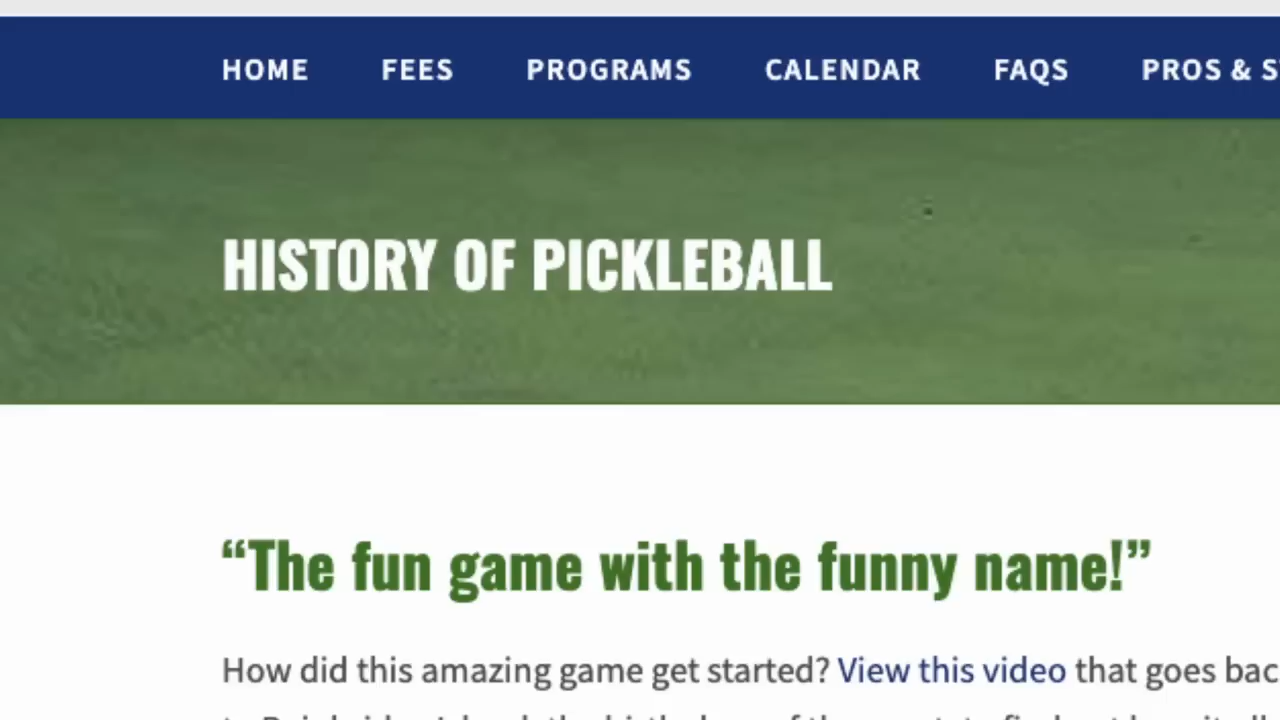 HOME FEES PROGRAMS CALENDAR FAQS PROS &
HISTORY OF PICKLEBALL
“The fun game with the funny name!”
How did this amazing game get started? View this video that goes